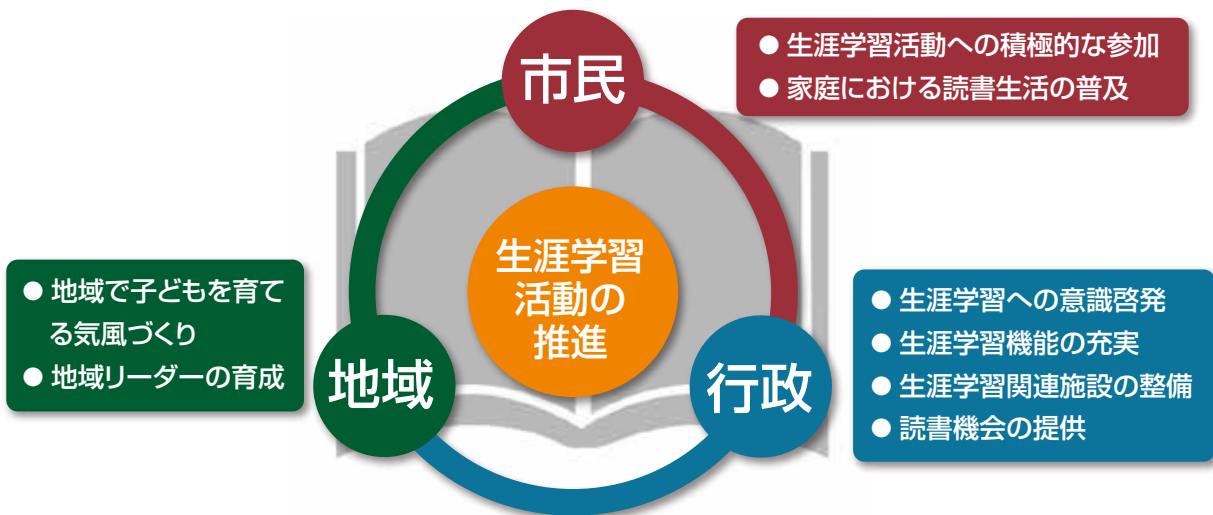 市民
● 生涯学習活動への積極的な参加
● 家庭における読書生活の普及
生涯学習
活動の
推進
● 地域で子どもを育て
る気風づくり
● 地域リーダーの育成
地域
行政
● 生涯学習への意識啓発
● 生涯学習機能の充実
● 生涯学習関連施設の整備
● 読書機会の提供